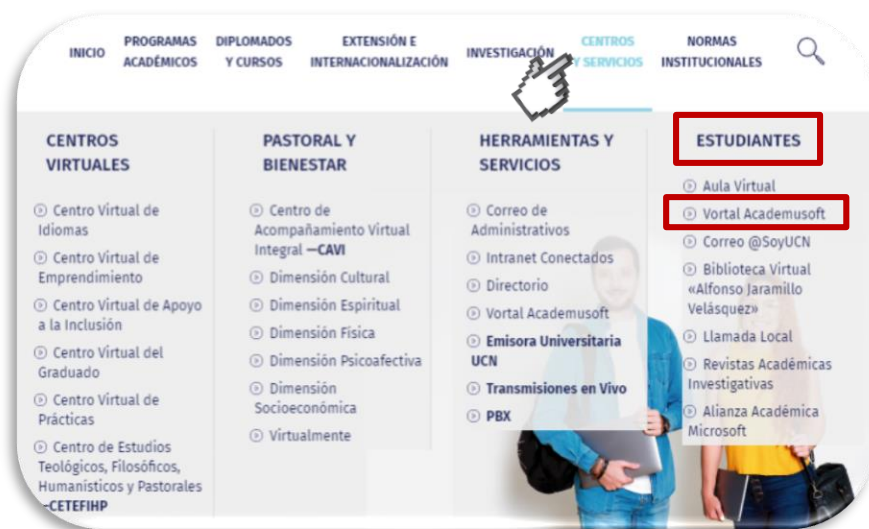 INICIO
PROGRAMAS
ACADÉMICOS
DIPLOMADOS
Y CURSOS
EXTENSIÓN E
INTERNACIONALIZACIÓN
INVESTIGACIÓN
CENTROS
Y SERVICIOS
NORMAS
INSTITUCIONALES
CENTROS
VIRTUALES
Centro Virtual de
Idiomas
Centro Virtual de
Emprendimiento
Centro Virtual de Apoyo
a la Inclusión
Centro Virtual del
Graduado
Centro Virtual de
Prácticas
Centro de Estudios
Teológicos, Filosóficos,
Humanísticos y Pastorales
—CETEFIHP
PASTORAL Y
BIENESTAR
Centro de
Acompañamiento Virtual
Integral —CAVI
Dimensión Cultural
Dimensión Espiritual
Dimensión Física
Dimensión Psicoafectiva
Dimensión
Socioeconómica
Virtualmente
HERRAMIENTAS Y
SERVICIOS
Correo de
Administrativos
Intranet Conectados
Directorio
Vortal Academusoft
Emisora Universitaria
UCN
Transmisiones en Vivo
PBX
ESTUDIANTES
Aula Virtual
Vortal Academusoft
Correo @SoyUCN
Biblioteca Virtual
«Alfonso Jaramillo
Velásquez»
Llamada Local
Revistas Académicas
Investigativas
Alianza Académica
Microsoft